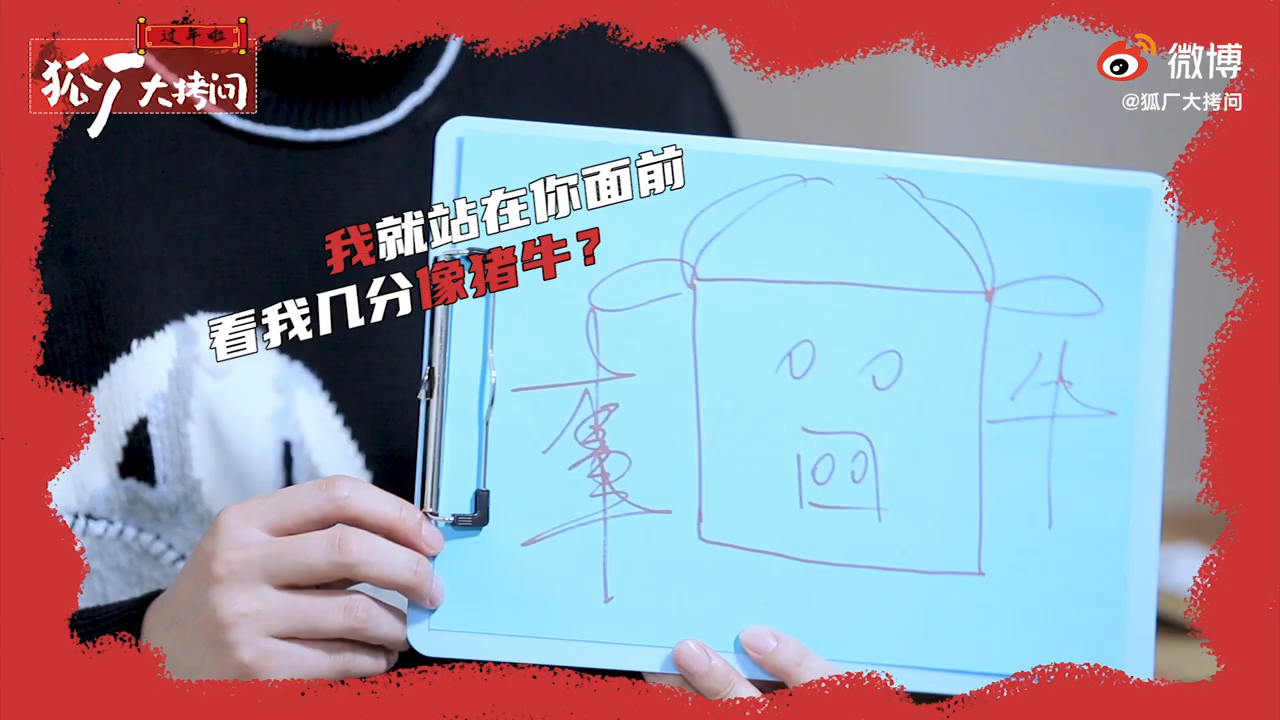 过年啦
狐厂大拷问
微博
@狐厂大拷问
我就站在你面前
看我几分像猪牛？
牛